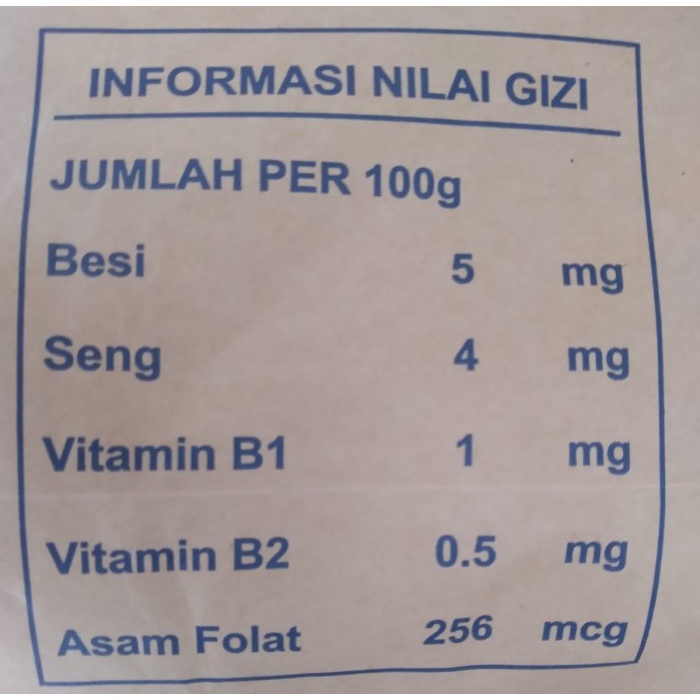 INFORMASI NILAI GIZI
JUMLAH PER 100g
Besi 5 mg
Seng 4 mg
Vitamin B1 1 mg
Vitamin B2 0.5 mg
Asam Folat 256 mcg